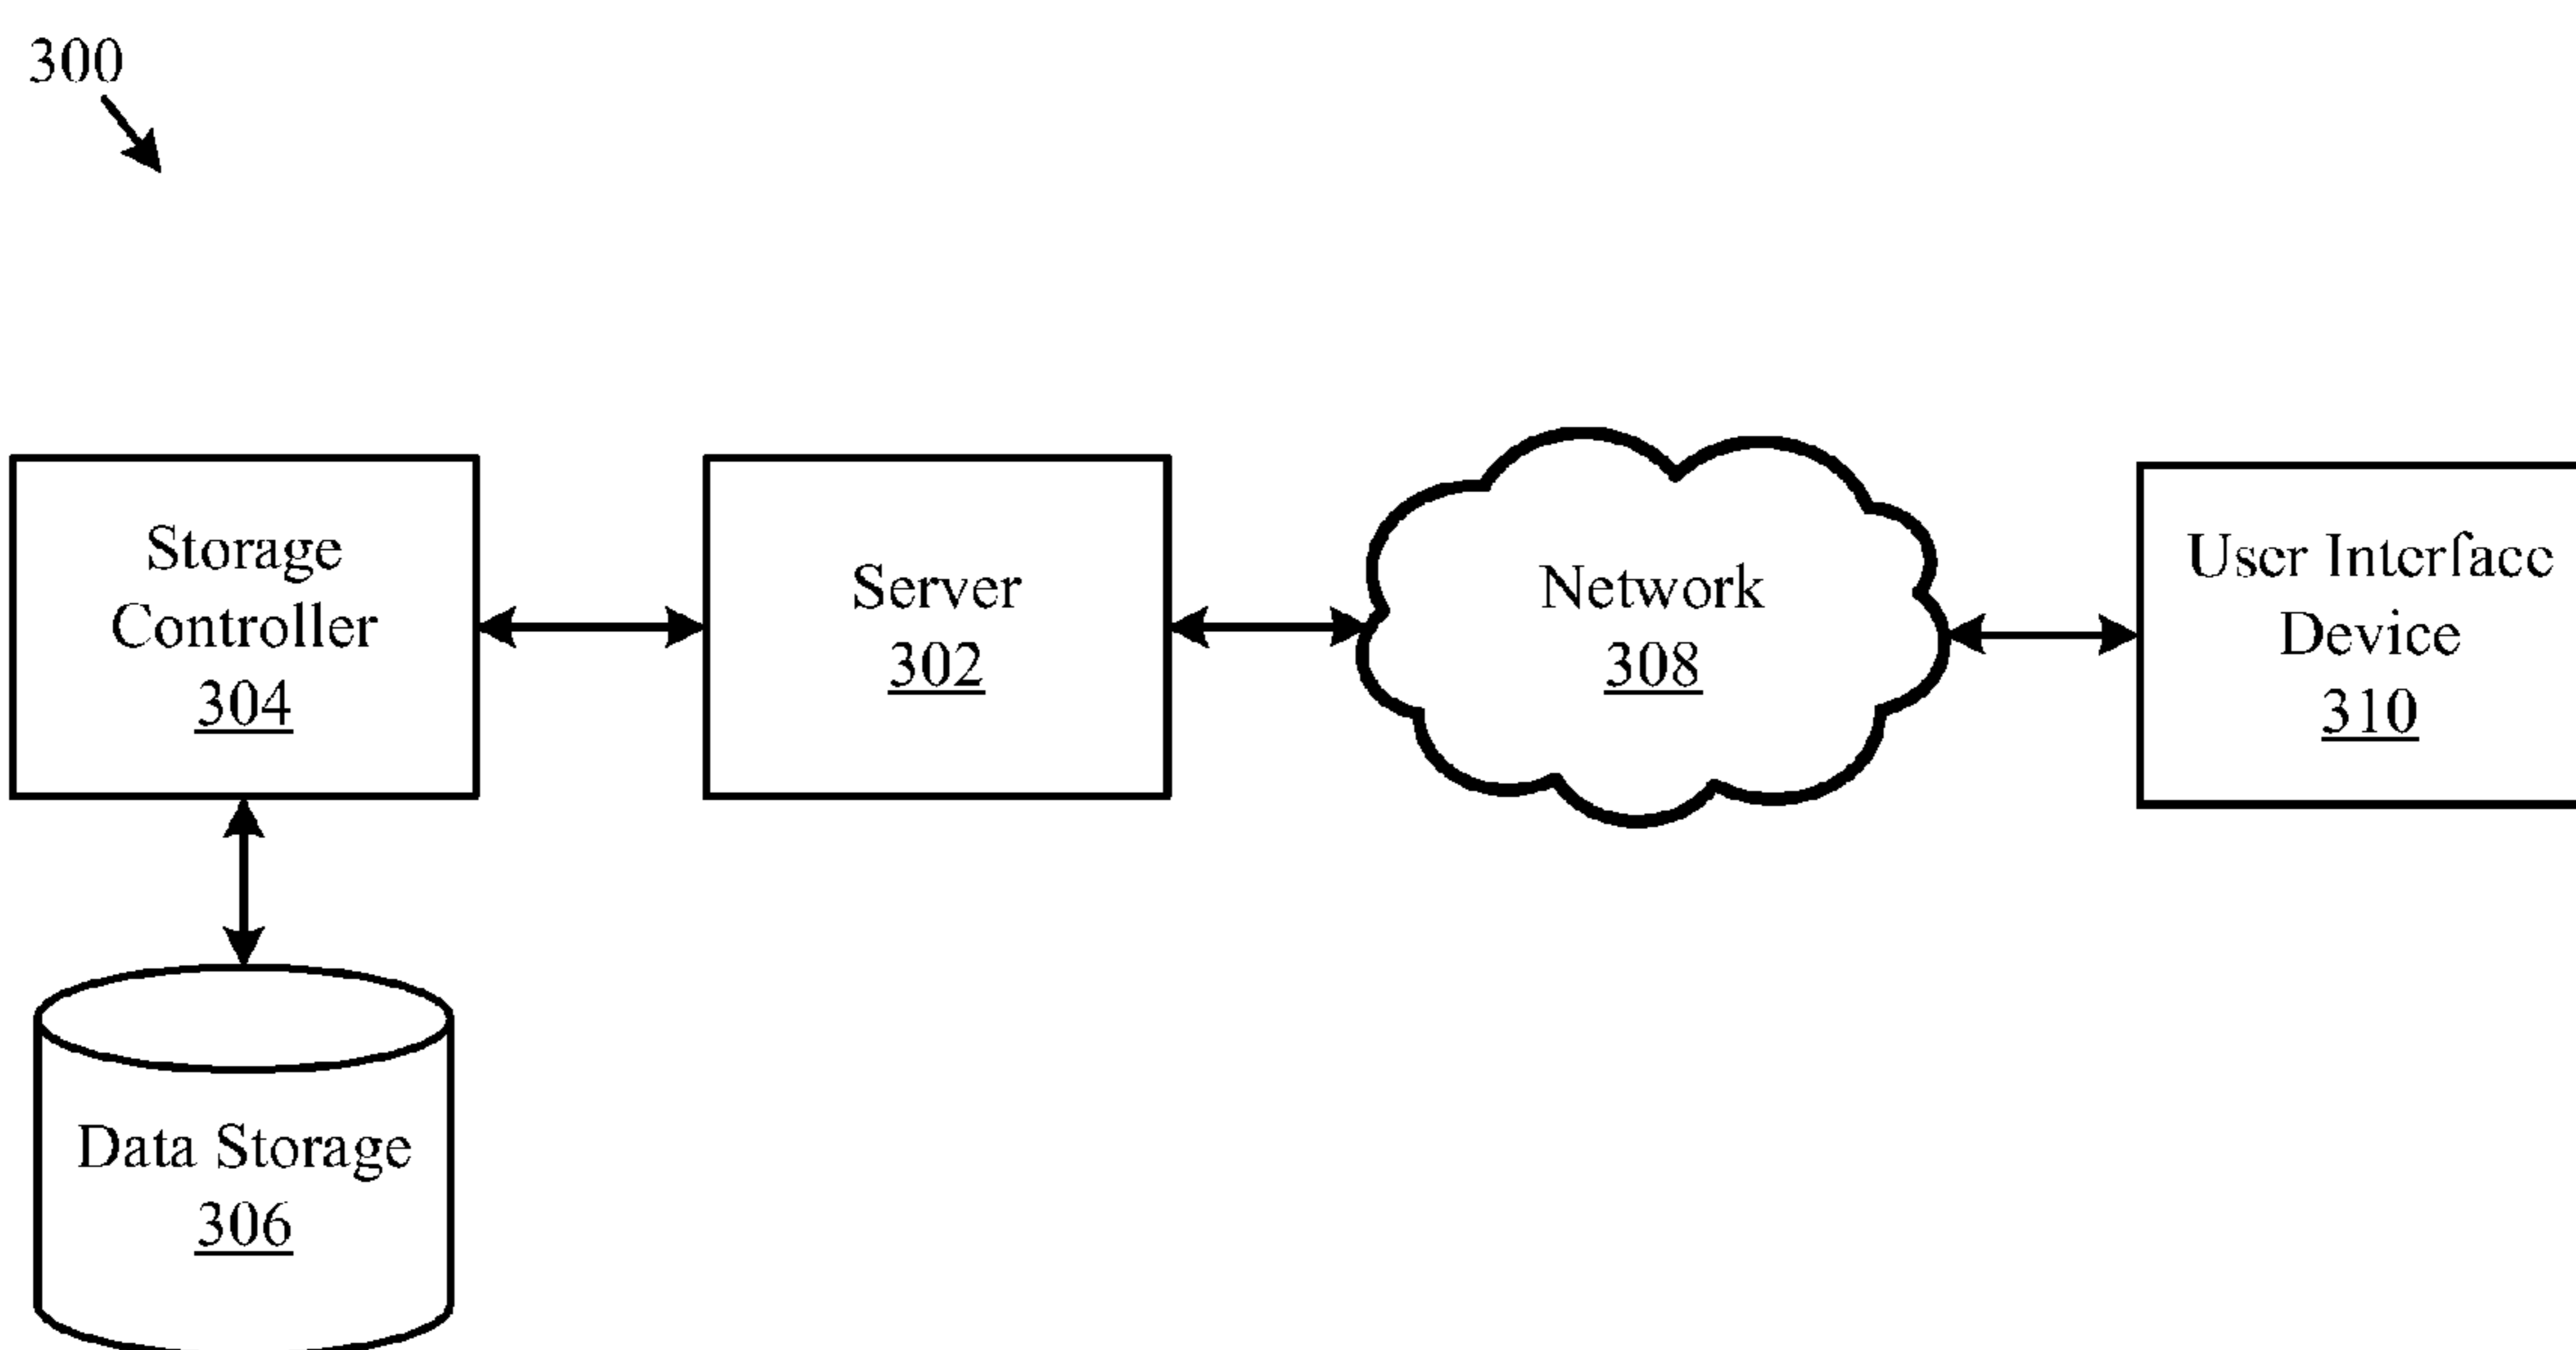 300
Storage
Controller
304
Server
302
Network
308
User Interface
Device
310
Data Storage
306